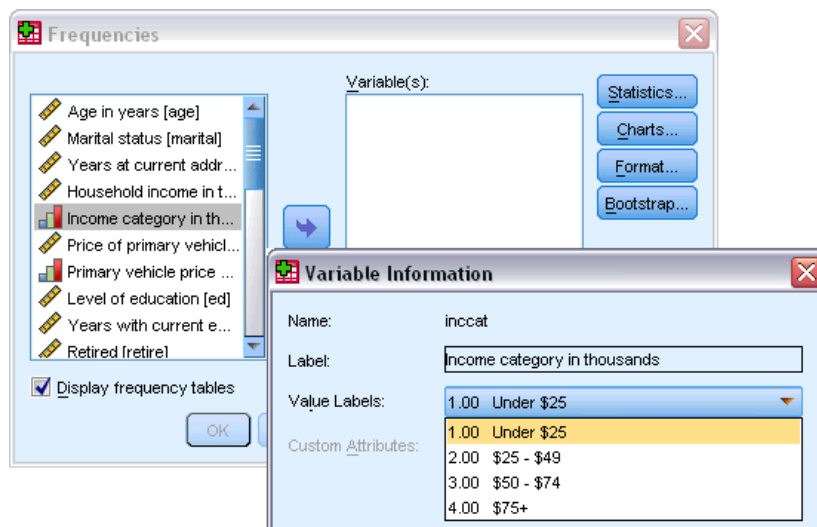 Frequencies
Variable(s):
Age in years [age]
Marital status [marital]
Years at current addr...
Household income in t...
Income category in th...
Price of primary vehicl...
Primary vehicle price ...
Level of education [ed]
Years with current e...
Retired [retire]
Statistics...
Charts...
Format...
Bootstrap...
Display frequency tables
OK
Variable Information
Name: inccat
Label: Income category in thousands
Value Labels: 1.00 Under $25
1.00 Under $25
2.00 $25 - $49
3.00 $50 - $74
4.00 $75+
Custom Attributes: